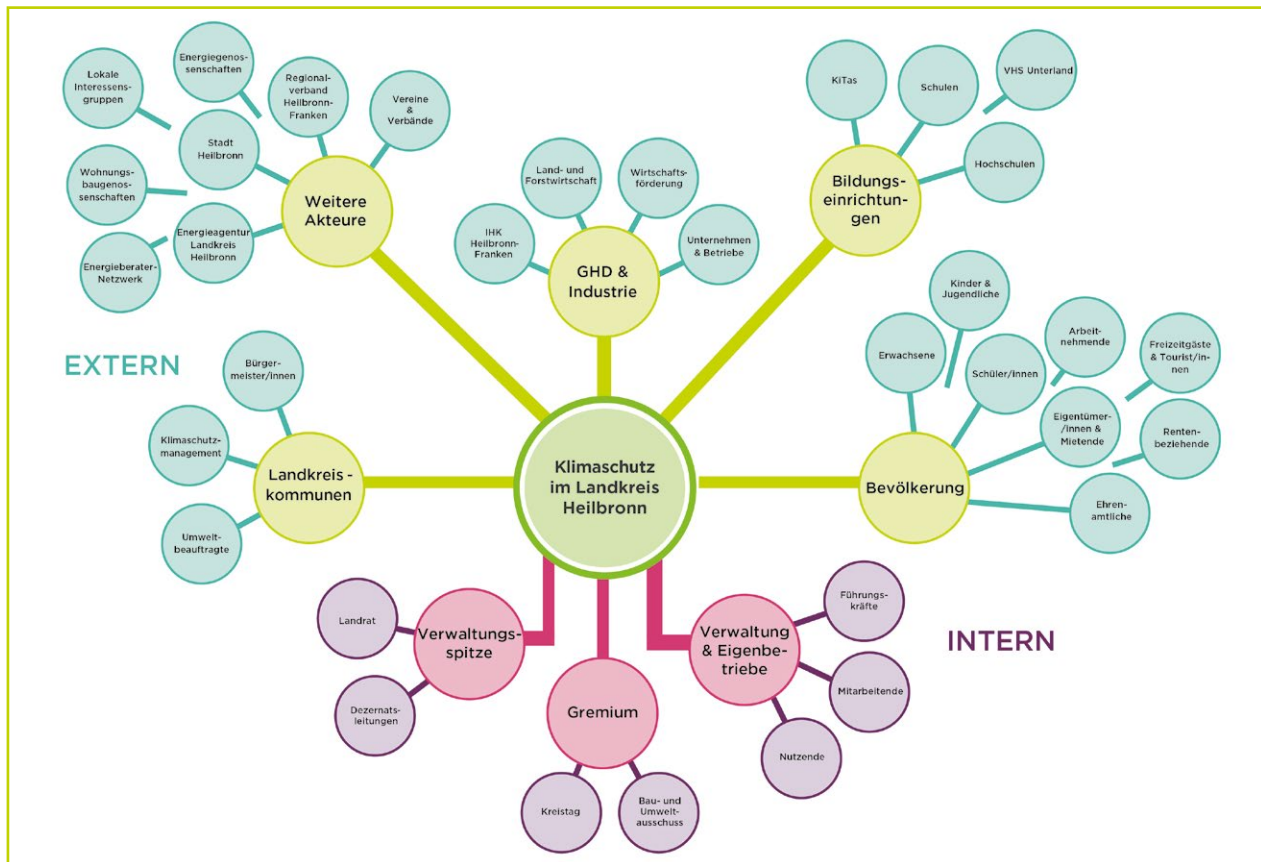 Lokale
Interessens-
gruppen
Energiegenos-
senschaften
Regional-
verband
Heilbronn-
Franken
Vereine
&
Verbände
Stadt
Heilbronn
Wohnungs-
baugenos-
senschaften
Energieagentur
Landkreis
Heilbronn
Energieberater-
Netzwerk
Weitere
Akteure
IHK
Heilbronn-
Franken
Land- und
Forstwirtschaft
Wirtschafts-
förderung
Unternehmen
& Betriebe
GHD &
Industrie
KiTas
Schulen
VHS Unterland
Hochschulen
Bildungs-
einrichtun-
gen
EXTERN
Bürger-
meister/innen
Klimaschutz-
management
Umwelt-
beauftragte
Landkreis -
kommunen
Klimaschutz
im Landkreis
Heilbronn
Erwachsene
Kinder &
Jugendliche
Schüler/innen
Arbeit-
nehmende
Freizeitgäste
& Tourist/in-
nen
Eigentümer-
/innen &
Mietende
Renten-
beziehende
Ehren-
amtliche
Bevölkerung
Landrat
Dezernats-
leitungen
Verwaltungs-
spitze
Gremium
Kreistag
Bau- und
Umwelt-
ausschuss
Verwaltung
& Eigenbe-
triebe
Führungs-
kräfte
Mitarbeitende
Nutzende
INTERN